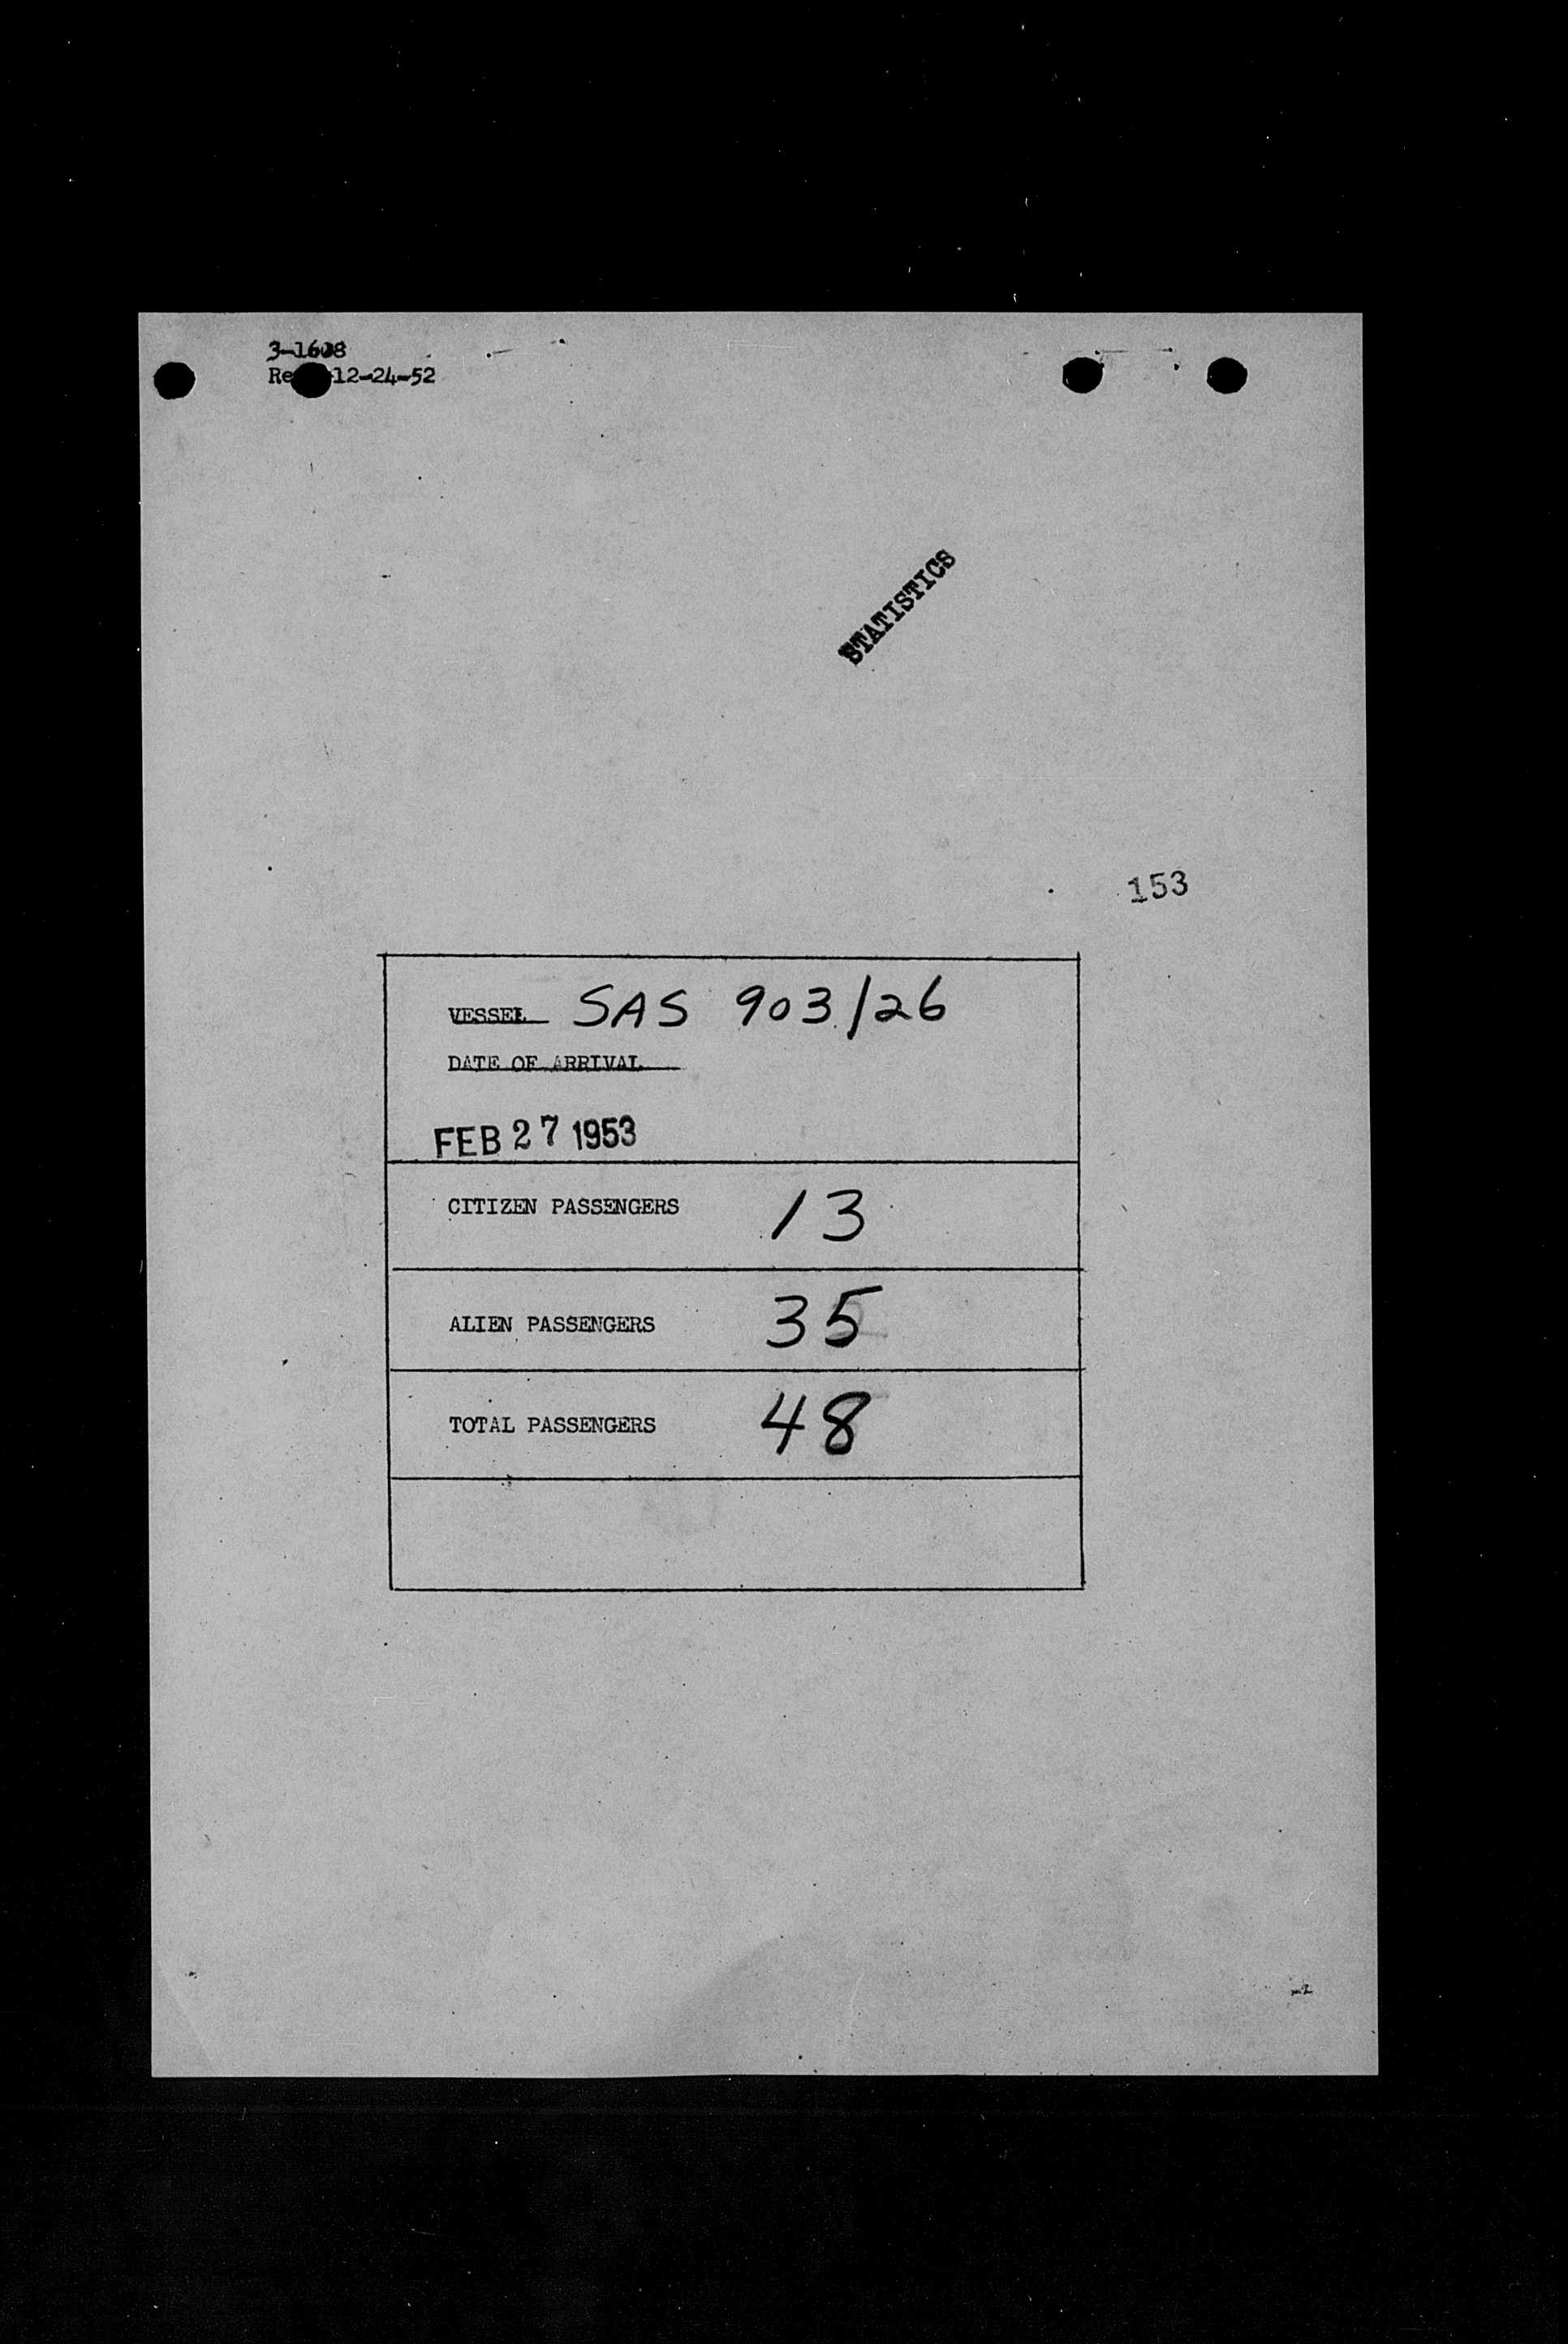 3-1608
12-24-52
STATISTICS
153
VESSEL SAS 903/26
DATE OF ARRIVAL
FEB 27 1953
CITIZEN PASSENGERS 13
ALIEN PASSENGERS 35
TOTAL PASSENGERS 48